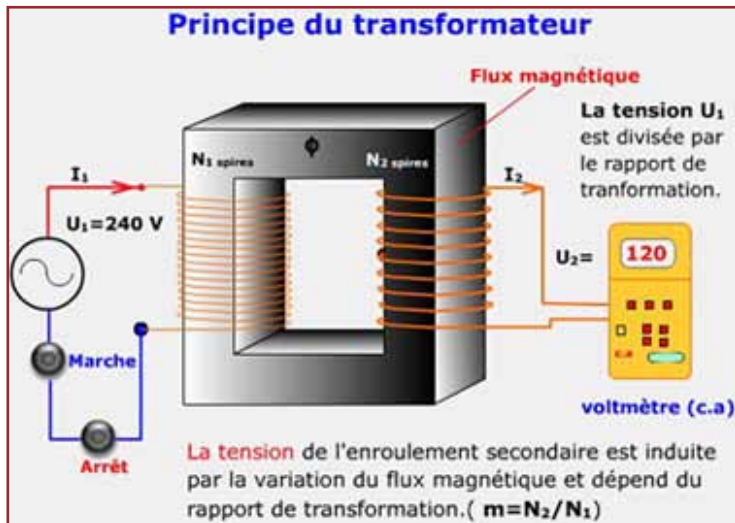 Principe du transformateur
Flux magnétique
La tension U₁
est divisée par
le rapport de
tranformation.
N₁ spires
ϕ
N₂ spires
I₁
I₂
U₁=240 V
U₂=
120
c.a
Marche
Arrêt
voltmètre (c.a)
La tension de l'enroulement secondaire est induite
par la variation du flux magnétique et dépend du
rapport de transformation.( m=N₂/N₁)